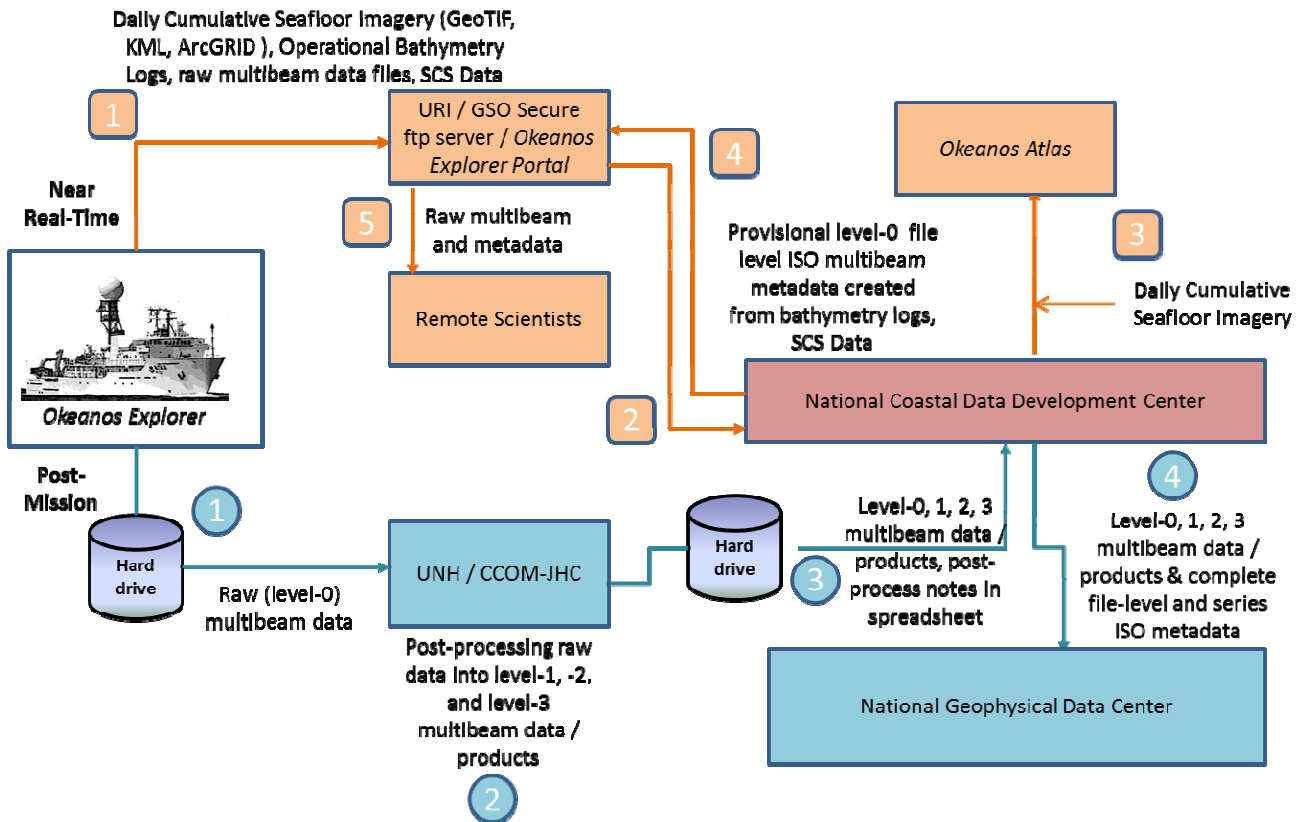 Daily Cumulative Seafloor Imagery (GeoTIF,
KML, ArcGRID ), Operational Bathymetry
Logs, raw multibeam data files, SCS Data
1
URI / GSO Secure
ftp server / Okeanos
Explorer Portal
4
Okeanos Atlas
Near
Real-Time
5
Raw multibeam
and metadata
Provisional level-0 file
level ISO multibeam
metadata created
from bathymetry logs,
SCS Data
3
Daily Cumulative
Seafloor Imagery
Remote Scientists
Okeanos Explorer
2
National Coastal Data Development Center
Post-
Mission
1
Hard
drive
Raw (level-0)
multibeam data
UNH / CCOM-JHC
Post-processing raw
data into level-1, -2,
and level-3
multibeam data /
products
2
Hard
drive
3
Level-0, 1, 2, 3
multibeam data /
products, post-
process notes in
spreadsheet
4
Level-0, 1, 2, 3
multibeam data /
products & complete
file-level and series
ISO metadata
National Geophysical Data Center